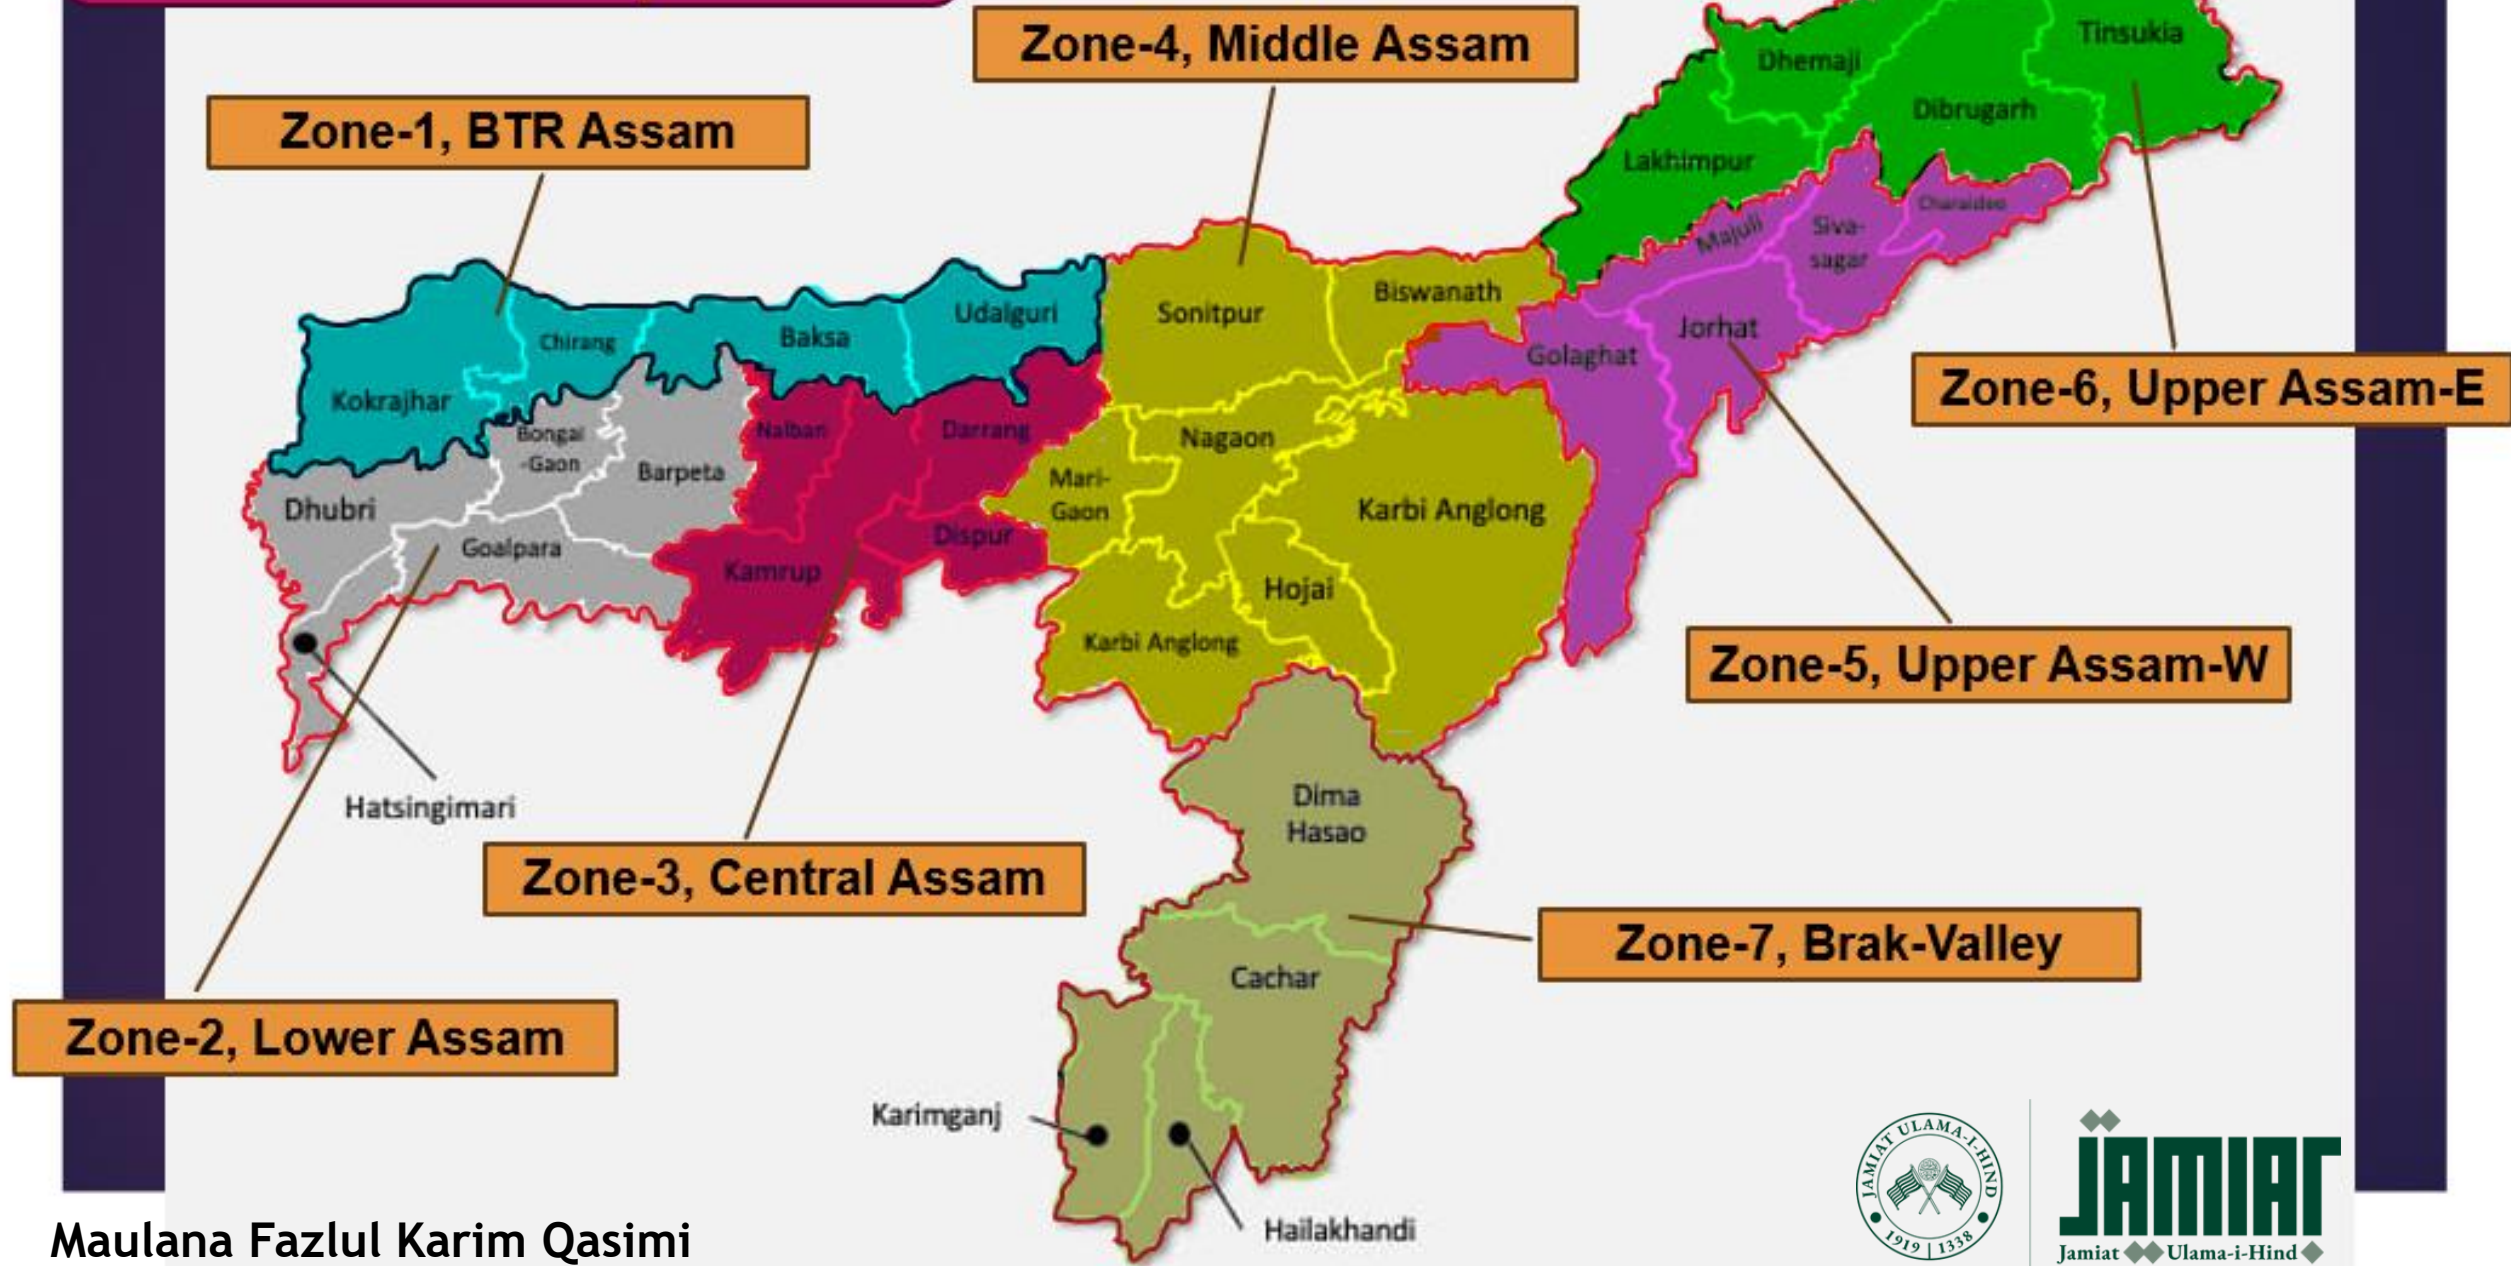 Zone-4, Middle Assam
Zone-1, BTR Assam
Tinsukia
Dhemaji
Dibrugarh
Lakhimpur
Charaideo
Majuli
Siva-
sagar
Sonitpur
Biswanath
Udalguri
Baksa
Chirang
Jorhat
Golaghat
Kokrajhar
Zone-6, Upper Assam-E
Bongai
-Gaon
Nalbari
Darrang
Nagaon
Barpeta
Mari-
Gaon
Dhubri
Karbi Anglong
Goalpara
Dispur
Kamrup
Hojai
Karbi Anglong
Zone-5, Upper Assam-W
Hatsingimari
Dima
Hasao
Zone-3, Central Assam
Zone-7, Brak-Valley
Cachar
Zone-2, Lower Assam
Karimganj
Hailakhandi
Maulana Fazlul Karim Qasimi
JAMIAT ULAMA-I-HIND
1919 | 1338
JAMIAT
Jamiat Ulama-i-Hind